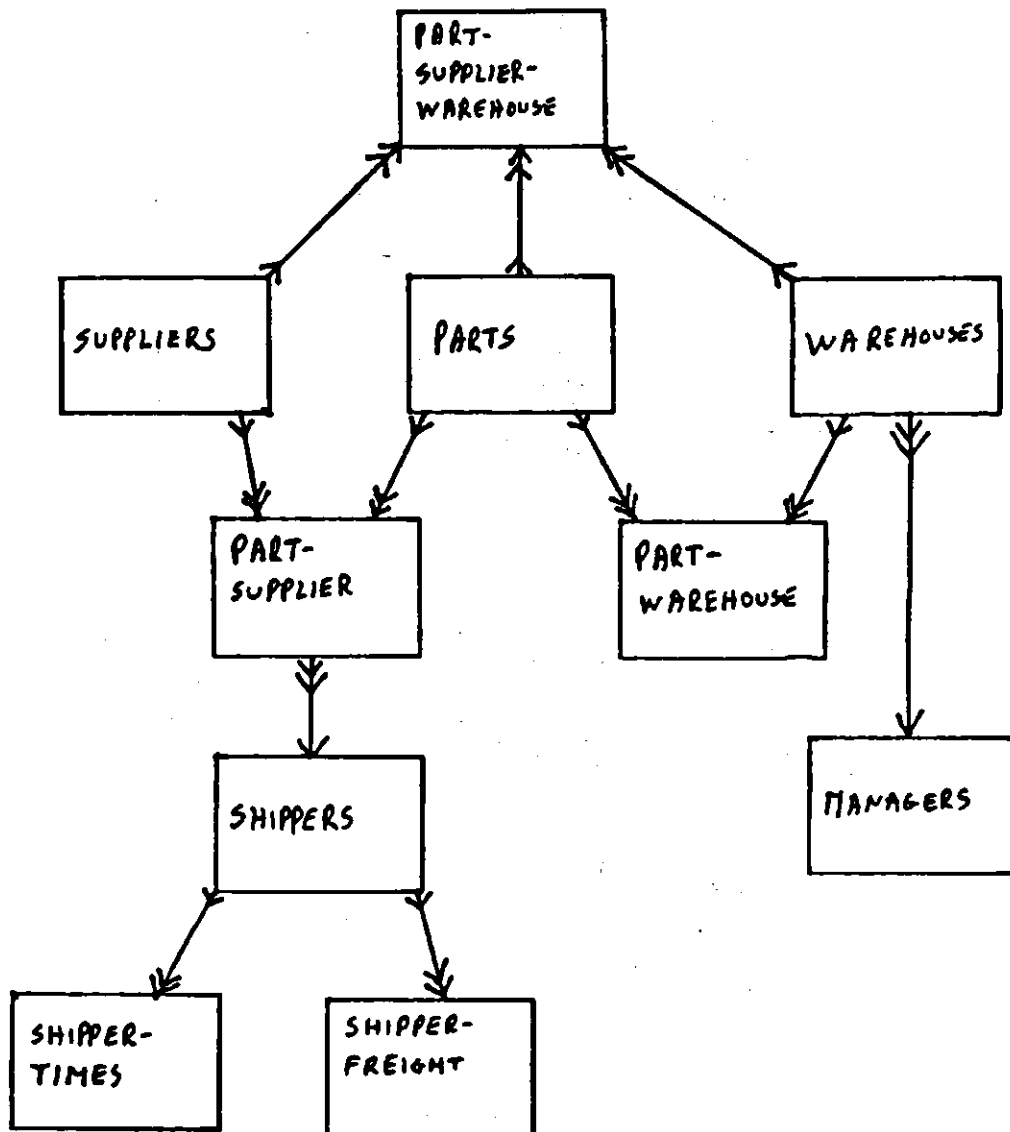 PART-
SUPPLIER-
WAREHOUSE
SUPPLIERS
PARTS
WAREHOUSES
PART-
SUPPLIER
PART-
WAREHOUSE
SHIPPERS
MANAGERS
SHIPPER-
TIMES
SHIPPER-
FREIGHT